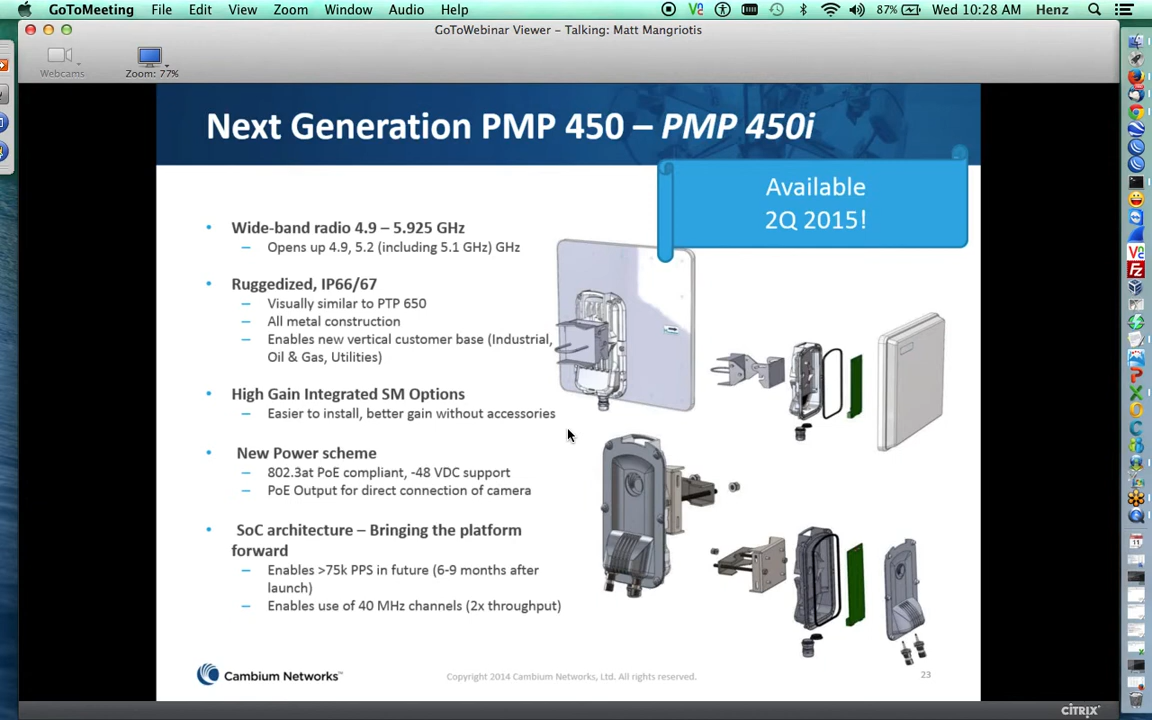 GoToMeeting File Edit View Zoom Window Audio Help 87% Wed 10:28 AM Henz
GoToWebinar Viewer – Talking: Matt Mangriotis
Webcams
Zoom: 77%
Next Generation PMP 450 – PMP 450i
Available
2Q 2015!
• Wide-band radio 4.9 – 5.925 GHz
– Opens up 4.9, 5.2 (including 5.1 GHz) GHz
• Ruggedized, IP66/67
– Visually similar to PTP 650
– All metal construction
– Enables new vertical customer base (Industrial,
Oil & Gas, Utilities)
• High Gain Integrated SM Options
– Easier to install, better gain without accessories
• New Power scheme
– 802.3at PoE compliant, -48 VDC support
– PoE Output for direct connection of camera
• SoC architecture – Bringing the platform
forward
– Enables >75k PPS in future (6-9 months after
launch)
– Enables use of 40 MHz channels (2x throughput)
Cambium Networks™
Copyright 2014 Cambium Networks, Ltd. All rights reserved.
23
CITRIX